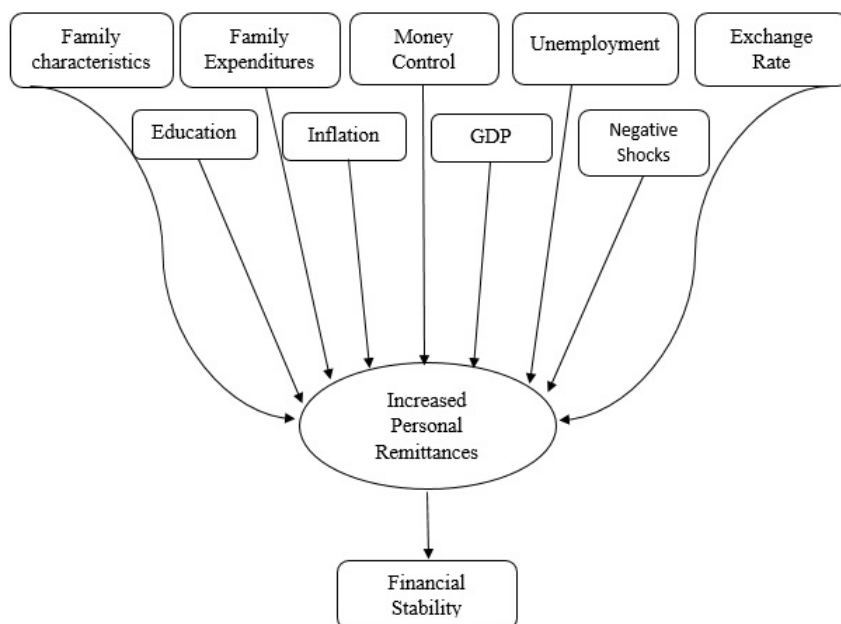 Family
characteristics
Family
Expenditures
Money
Control
Unemployment
Exchange
Rate
Education
Inflation
GDP
Negative
Shocks
Increased
Personal
Remittances
Financial
Stability